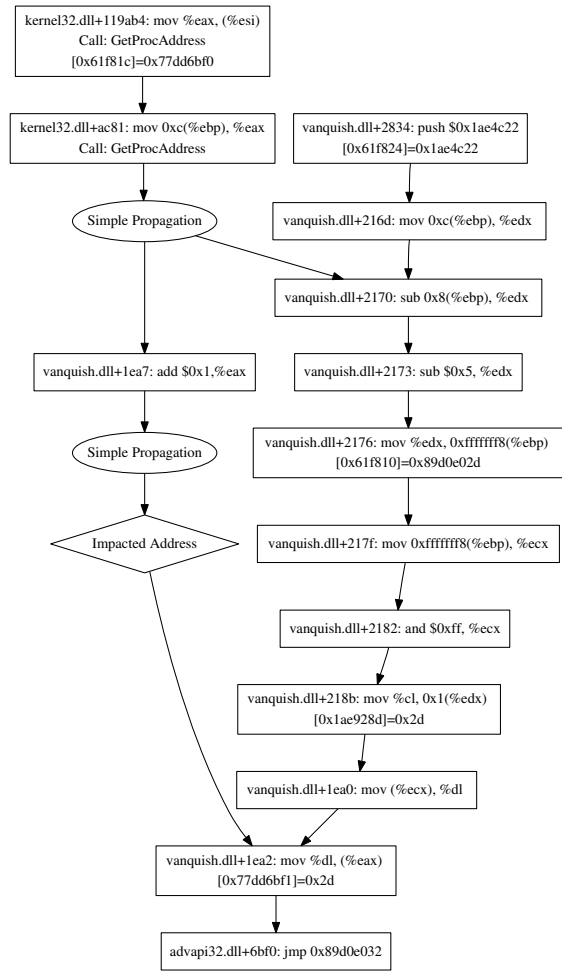 kernel32.dll+119ab4: mov %eax, (%esi)
Call: GetProcAddress
[0x61f81c]=0x77dd6bf0
kernel32.dll+ac81: mov 0xc(%ebp), %eax
Call: GetProcAddress
vanquish.dll+2834: push $0x1ae4c22
[0x61f824]=0x1ae4c22
Simple Propagation
vanquish.dll+216d: mov 0xc(%ebp), %edx
vanquish.dll+2170: sub 0x8(%ebp), %edx
vanquish.dll+1ea7: add $0x1,%eax
vanquish.dll+2173: sub $0x5, %edx
Simple Propagation
vanquish.dll+2176: mov %edx, 0xfffffff8(%ebp)
[0x61f810]=0x89d0e02d
Impacted Address
vanquish.dll+217f: mov 0xfffffff8(%ebp), %ecx
vanquish.dll+2182: and $0xff, %ecx
vanquish.dll+218b: mov %cl, 0x1(%edx)
[0x1ae928d]=0x2d
vanquish.dll+1ea0: mov (%ecx), %dl
vanquish.dll+1ea2: mov %dl, (%eax)
[0x77dd6bf1]=0x2d
advapi32.dll+6bf0: jmp 0x89d0e032